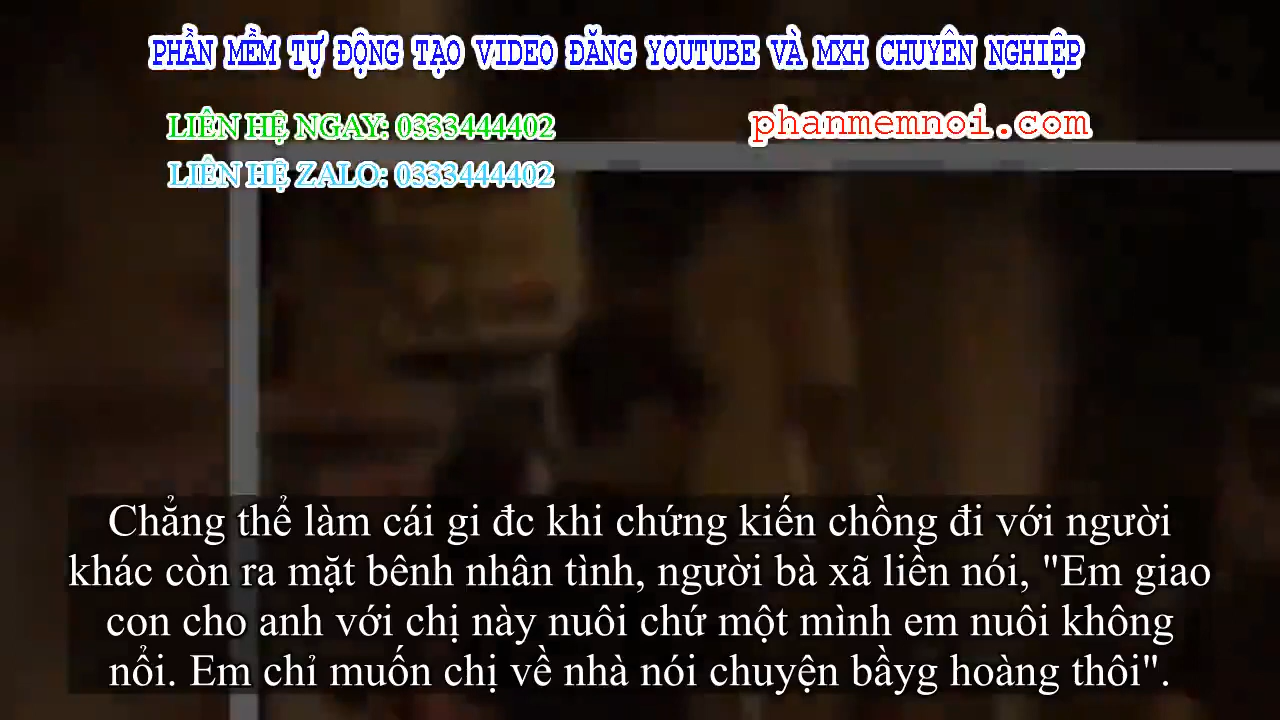 PHẦN MỀM TỰ ĐỘNG TẠO VIDEO ĐĂNG YOUTUBE VÀ MXH CHUYÊN NGHIỆP
LIÊN HỆ NGAY: 0333444402
phanmemnoi.com
LIÊN HỆ ZALO: 0333444402
Chẳng thể làm cái gi đc khi chứng kiến chồng đi với người
khác còn ra mặt bênh nhân tình, người bà xã liền nói, "Em giao
con cho anh với chị này nuôi chứ một mình em nuôi không
nổi. Em chỉ muốn chị về nhà nói chuyện bầyg hoàng thôi".